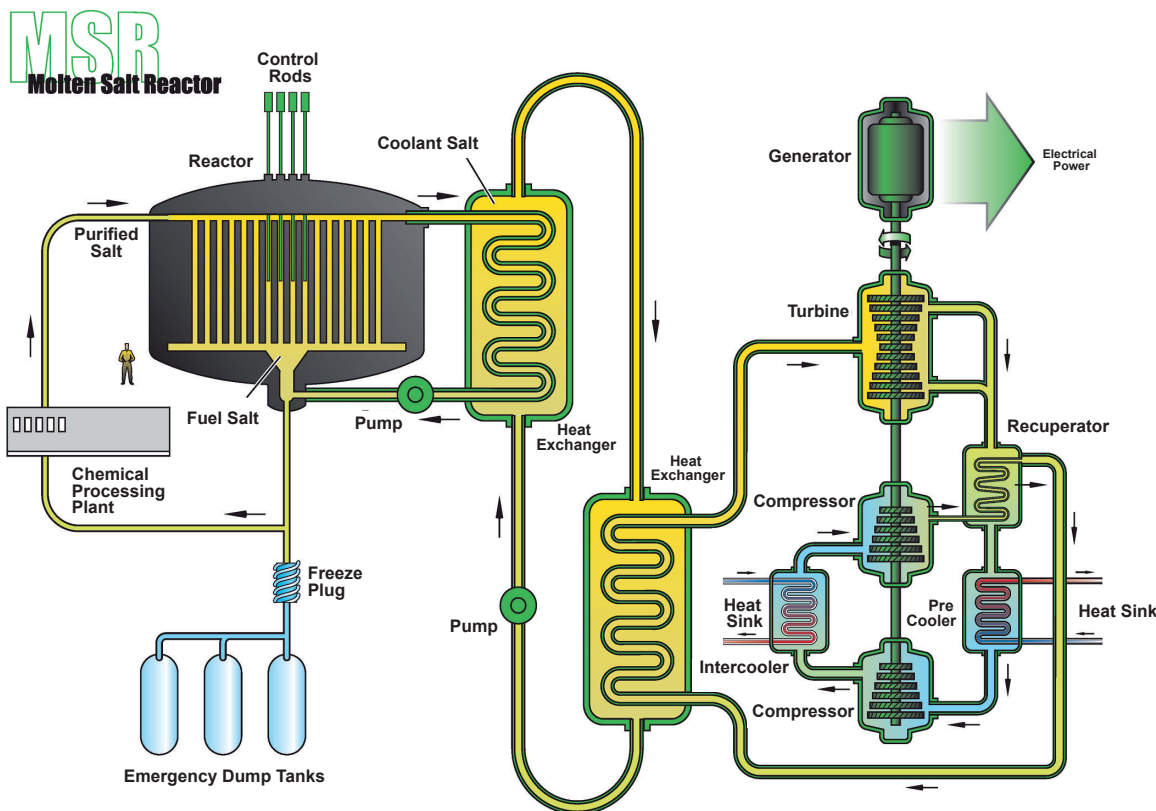 MSR
Molten Salt Reactor
Control
Rods
Reactor
Coolant Salt
Generator
Electrical
Power
Purified
Salt
Turbine
Fuel Salt
Pump
Heat
Exchanger
Recuperator
Chemical
Processing
Plant
Heat
Exchanger
Compressor
Freeze
Plug
Pump
Heat
Sink
Pre
Cooler
Heat Sink
Intercooler
Compressor
Emergency Dump Tanks